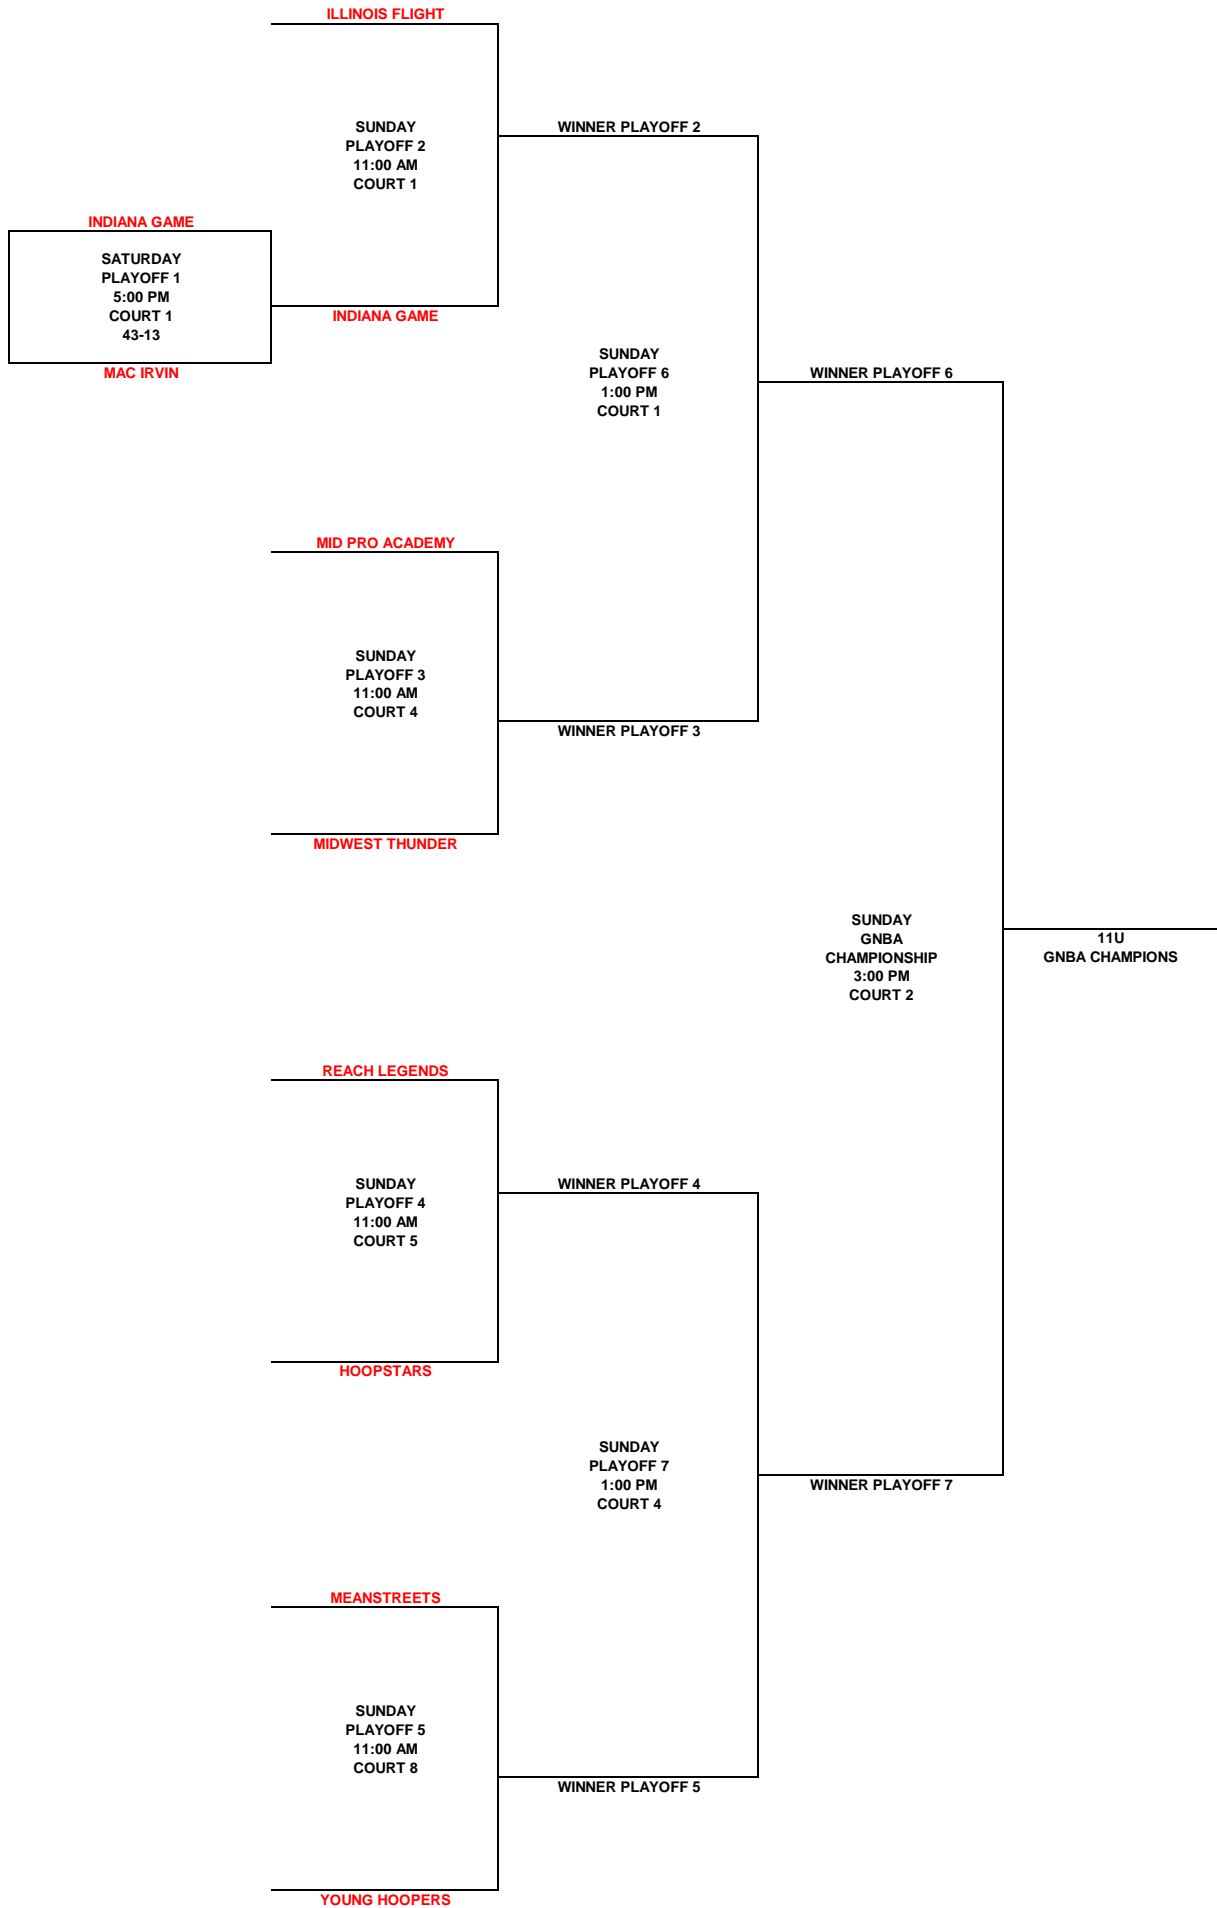 ILLINOIS FLIGHT
SUNDAY
PLAYOFF 2
11:00 AM
COURT 1
WINNER PLAYOFF 2
INDIANA GAME
SATURDAY
PLAYOFF 1
5:00 PM
COURT 1
43-13
MAC IRVIN
INDIANA GAME
SUNDAY
PLAYOFF 6
1:00 PM
COURT 1
WINNER PLAYOFF 6
MID PRO ACADEMY
SUNDAY
PLAYOFF 3
11:00 AM
COURT 4
WINNER PLAYOFF 3
MIDWEST THUNDER
SUNDAY
GNBA
CHAMPIONSHIP
3:00 PM
COURT 2
11U
GNBA CHAMPIONS
REACH LEGENDS
SUNDAY
PLAYOFF 4
11:00 AM
COURT 5
WINNER PLAYOFF 4
HOOPSTARS
SUNDAY
PLAYOFF 7
1:00 PM
COURT 4
WINNER PLAYOFF 7
MEANSTREETS
SUNDAY
PLAYOFF 5
11:00 AM
COURT 8
WINNER PLAYOFF 5
YOUNG HOOPERS